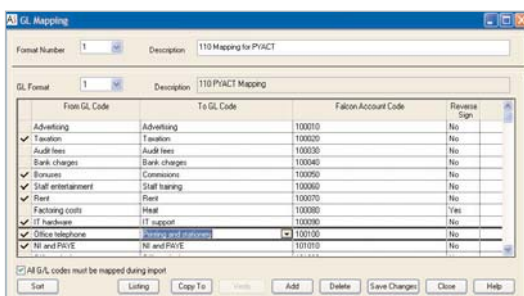 GL Mapping
Format Number 1 Description 110 Mapping for PYACT
GL Format 1 Description 110 PYACT Mapping
From GL Code To GL Code Falcon Account Code Reverse Sign
Advertising Advertising 100010 No
Taxation Taxation 100020 No
Audit fees Audit fees 100030 No
Bank charges Bank charges 100040 No
Bonuses Commisions 100050 No
Staff entertainment Staff training 100060 No
Rent Rent 100070 No
Factoring costs Heat 100080 Yes
IT hardware IT support 100090 No
Office telephone Printing and stationery 100100 No
NI and PAYE NI and PAYE 101010 No
All G/L codes must be mapped during import
Sort Listing Copy To Verify Add Delete Save Changes Close Help